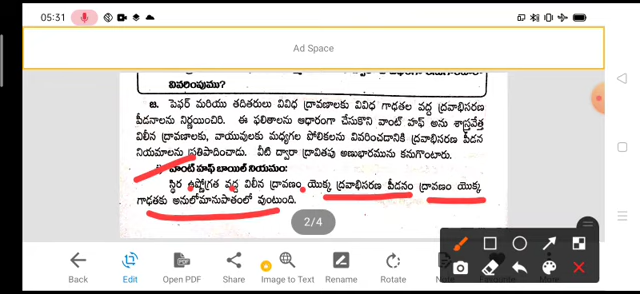 05:31
Ad Space
వివరింపుము?
జ. పెఫర్ మరియు తదితరులు వివిధ ద్రావణాలకు వివిధ గాఢతల వద్ద ద్రవాభిసరణ
పీడనాలను నిర్ణయించిరి. ఈ ఫలితాలను ఆధారంగా చేసుకొని వాంట్ హఫ్ అను శాస్త్రవేత్త
విలీన ద్రావణాలకు, వాయువులకు మధ్యగల పోలికలను వివరించడానికి ద్రవాభిసరణ పీడన
నియమాలను ప్రతిపాదించాడు. వీటి ద్వారా ద్రావితపు అణుభారమును కనుగొంటారు.
వాంట్ హఫ్ బాయిల్ నియమం:
స్థిర ఉష్ణోగ్రత వద్ద విలీన ద్రావణం యొక్క ద్రవాభిసరణ పీడనం ద్రావణం యొక్క
గాఢతకు అనులోమానుపాతంలో వుంటుంది.
2/4
Back
Edit
Open PDF
Share
Image to Text
Rename
Rotate